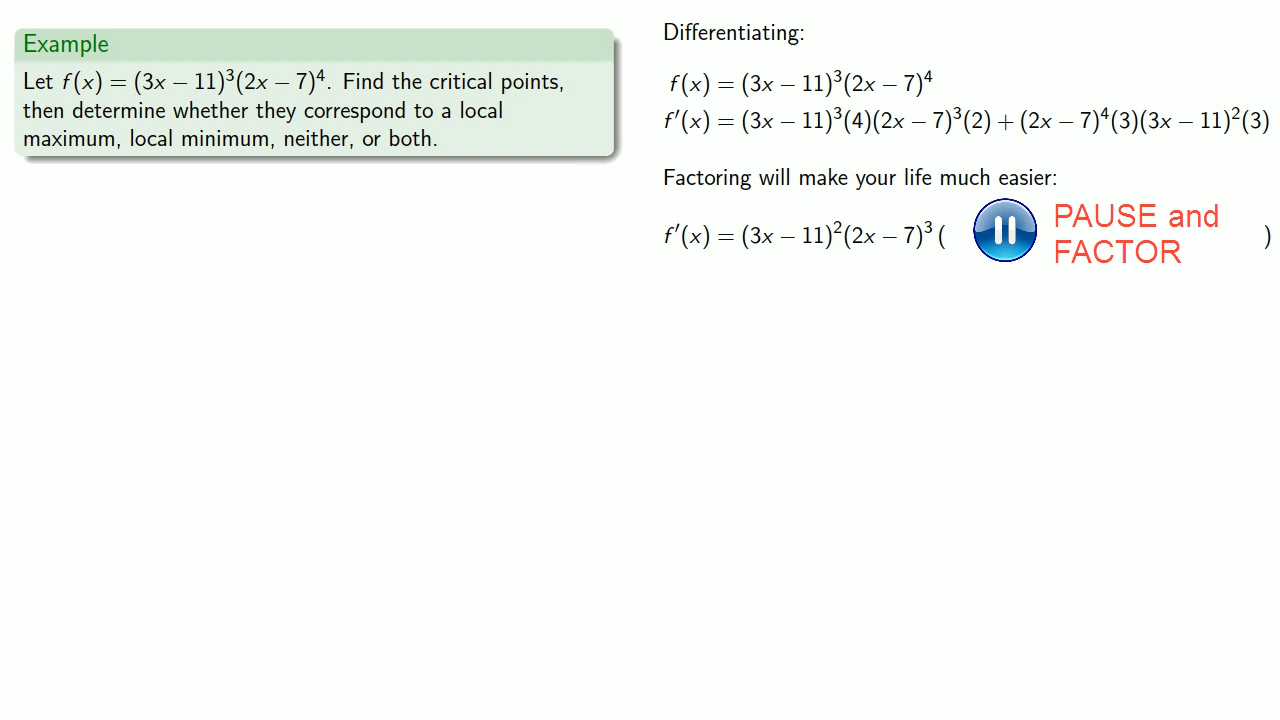 Example
Let f(x) = (3x − 11)³(2x − 7)⁴. Find the critical points,
then determine whether they correspond to a local
maximum, local minimum, neither, or both.
Differentiating:
f(x) = (3x − 11)³(2x − 7)⁴
f′(x) = (3x − 11)³(4)(2x − 7)³(2) + (2x − 7)⁴(3)(3x − 11)²(3)
Factoring will make your life much easier:
f′(x) = (3x − 11)²(2x − 7)³ ( )
PAUSE and
FACTOR